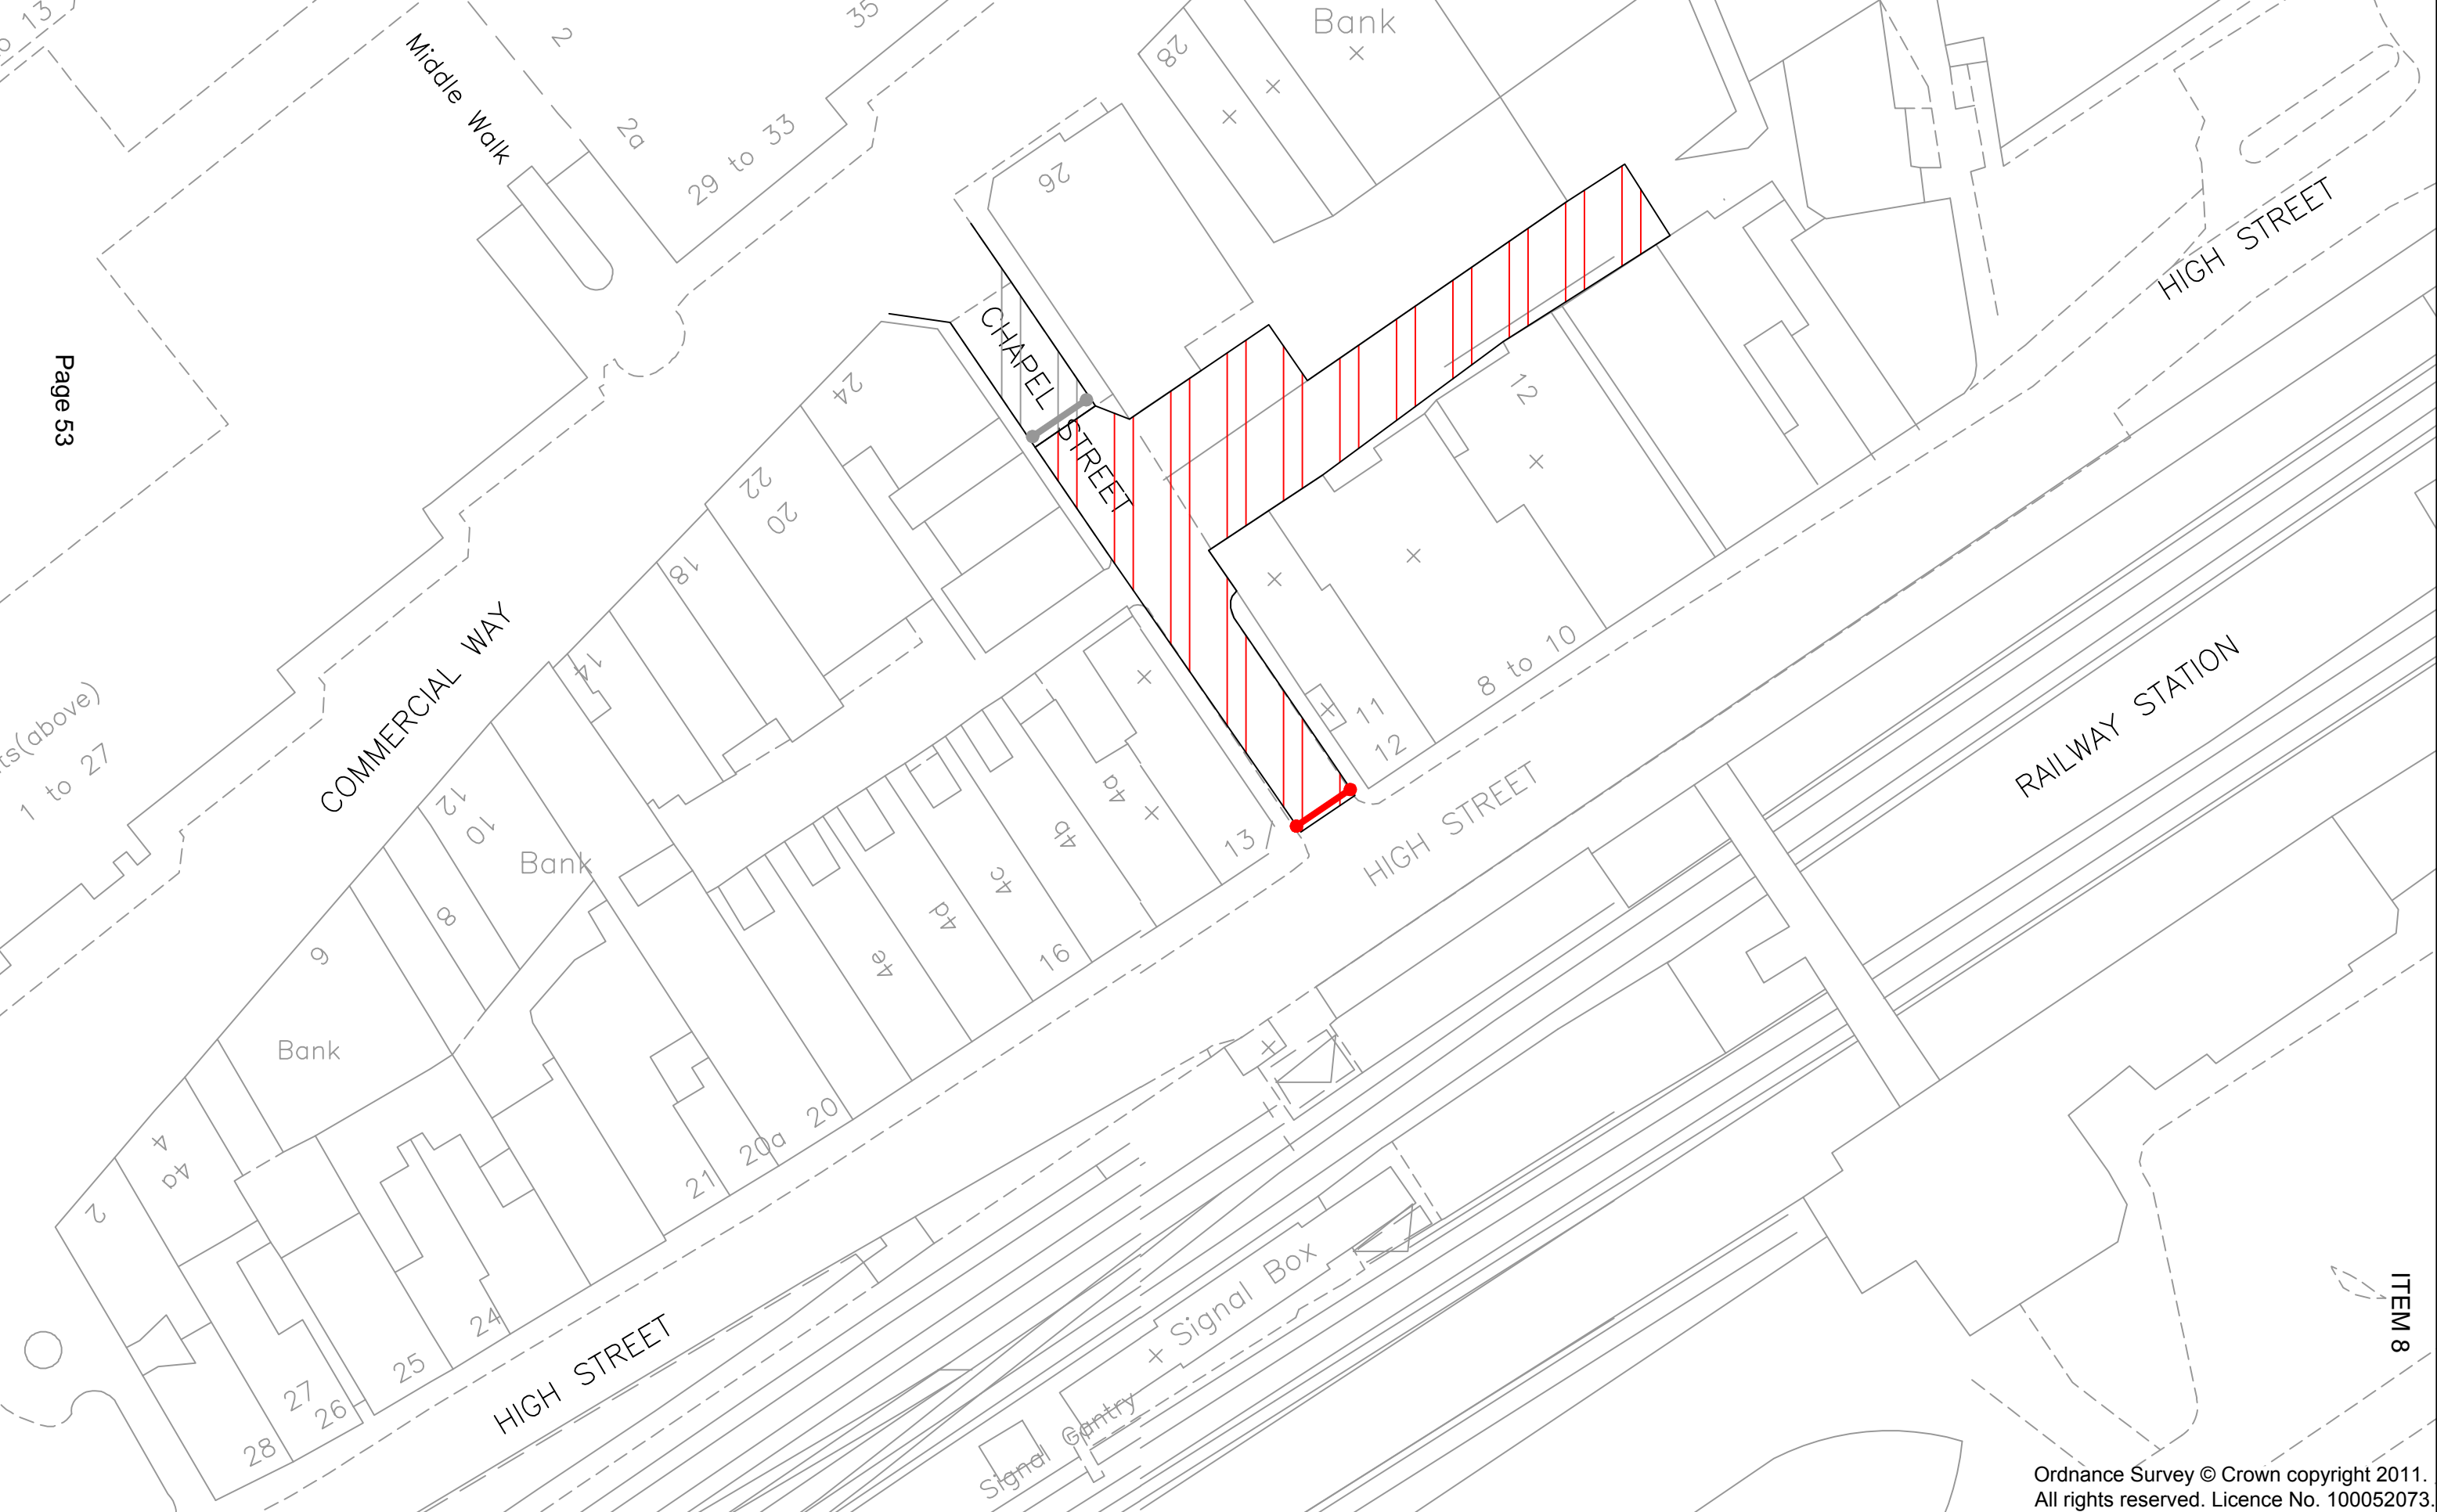 13
Middle Walk
2
2a
35
29 to 33
28
Bank
26
HIGH STREET
Page 53
CHAPEL STREET
24
22
20
18
14
12
12
10
Bank
8
6
Bank
4
4a
2
COMMERCIAL WAY
ts(above)
1 to 27
8 to 10
11
12
13
HIGH STREET
RAILWAY STATION
4a
4b
4c
4d
4e
16
20
20a
21
24
25
26
27
28
HIGH STREET
Signal Box
Signal Gantry
ITEM 8
Ordnance Survey © Crown copyright 2011.
All rights reserved. Licence No. 100052073.